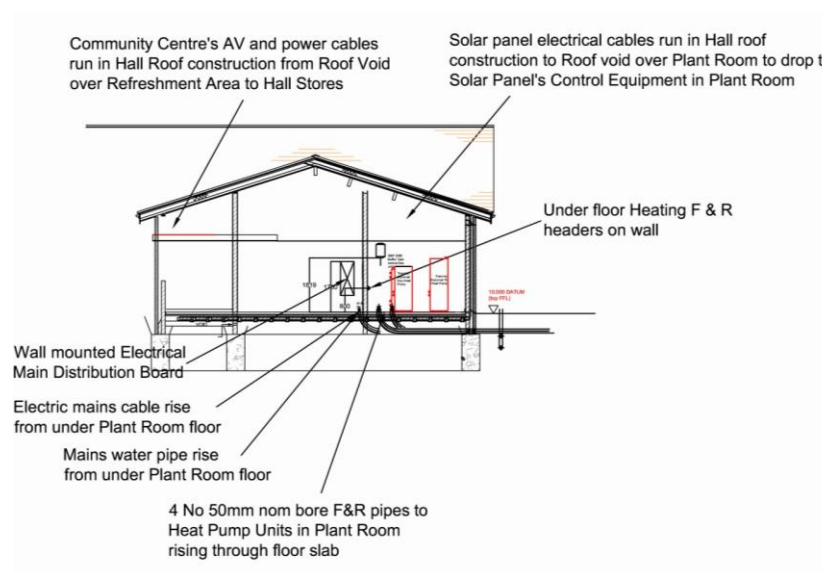 Community Centre's AV and power cables
run in Hall Roof construction from Roof Void
over Refreshment Area to Hall Stores
Solar panel electrical cables run in Hall roof
construction to Roof void over Plant Room to drop t
Solar Panel's Control Equipment in Plant Room
Under floor Heating F & R
headers on wall
10.000 DATUM
(top FFL)
Wall mounted Electrical
Main Distribution Board
Electric mains cable rise
from under Plant Room floor
Mains water pipe rise
from under Plant Room floor
4 No 50mm nom bore F&R pipes to
Heat Pump Units in Plant Room
rising through floor slab